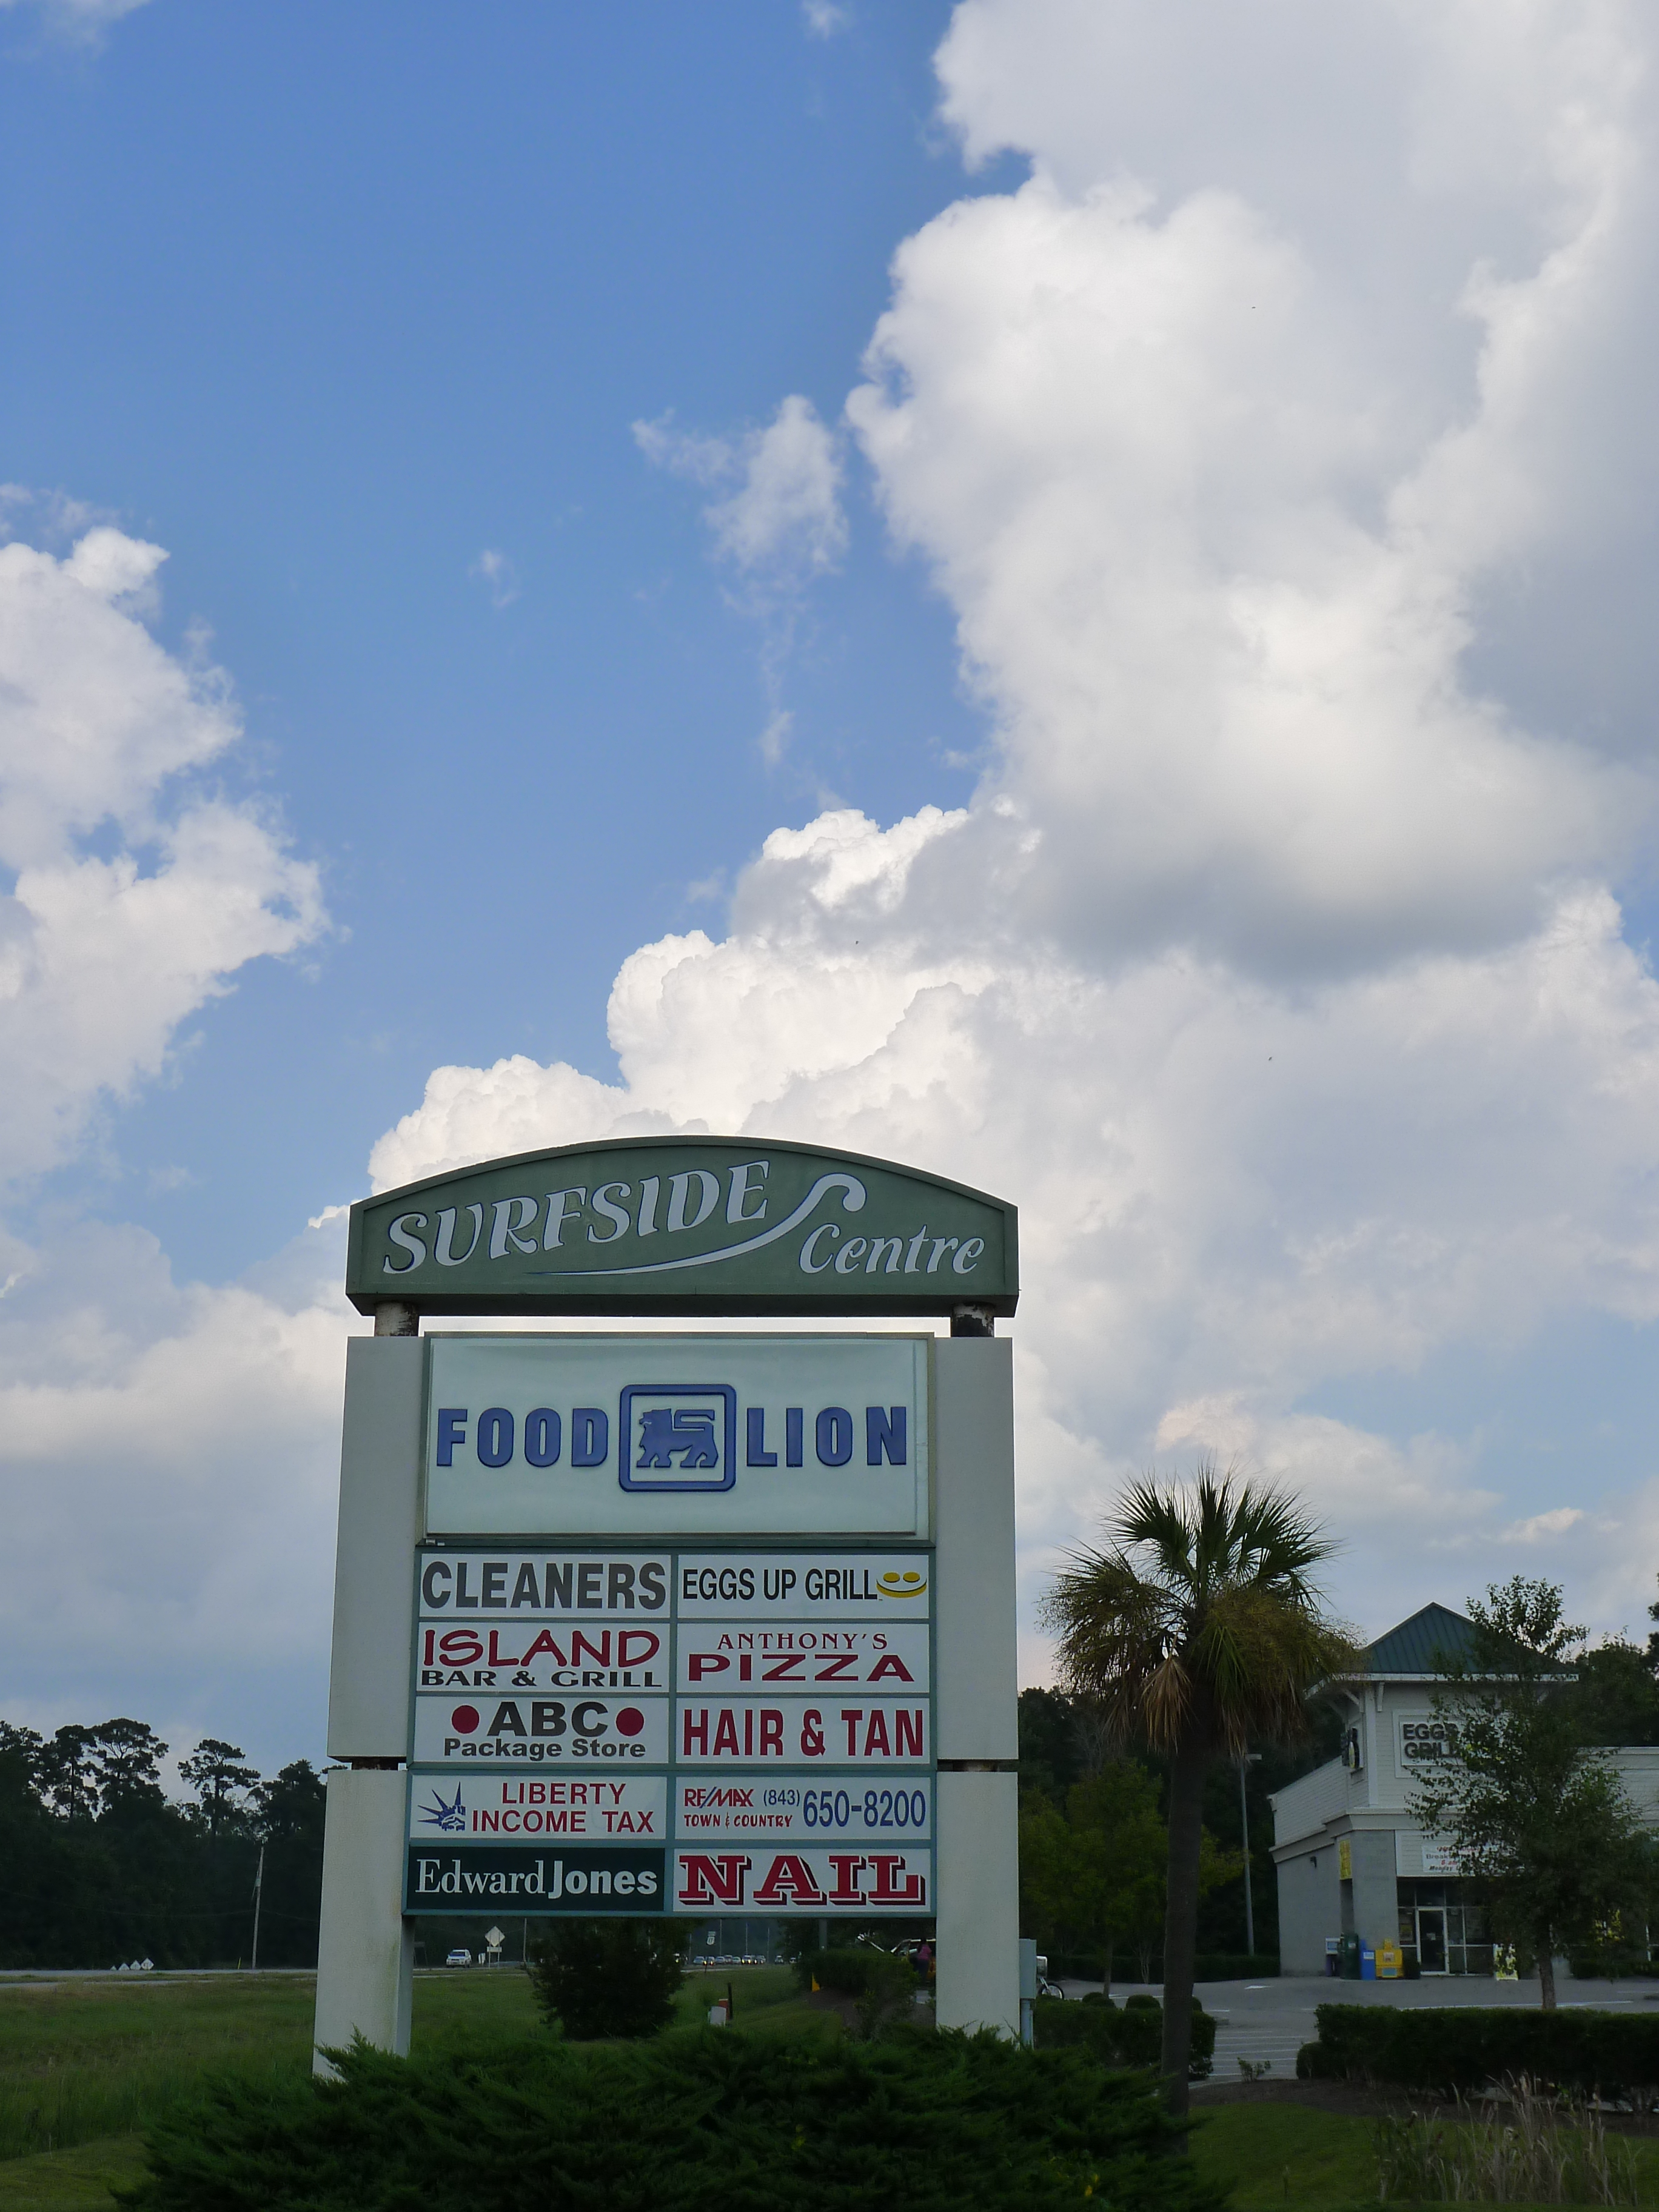 SURFSIDE
Centre
FOOD LION
CLEANERS
EGGS UP GRILL
ISLAND
BAR & GRILL
ANTHONY'S
PIZZA
ABC
Package Store
HAIR & TAN
LIBERTY
INCOME TAX
RE/MAX (843) 650-8200
TOWN & COUNTRY
Edward Jones
NAIL
EGGS
GRILL